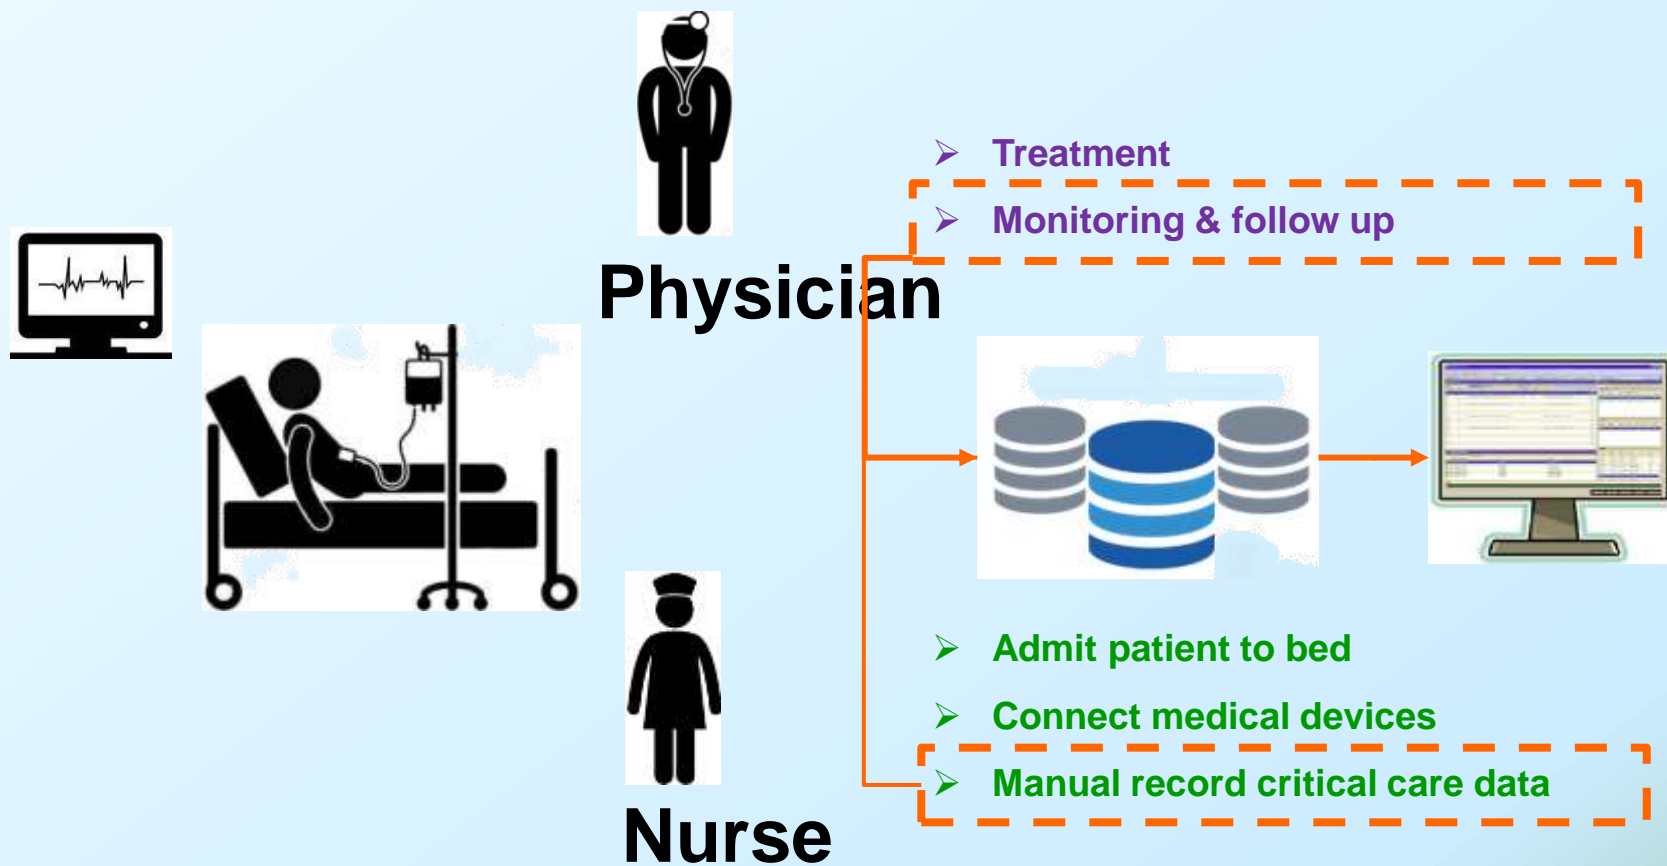 ➢ Treatment
➢ Monitoring & follow up
Physician
➢ Admit patient to bed
➢ Connect medical devices
➢ Manual record critical care data
Nurse